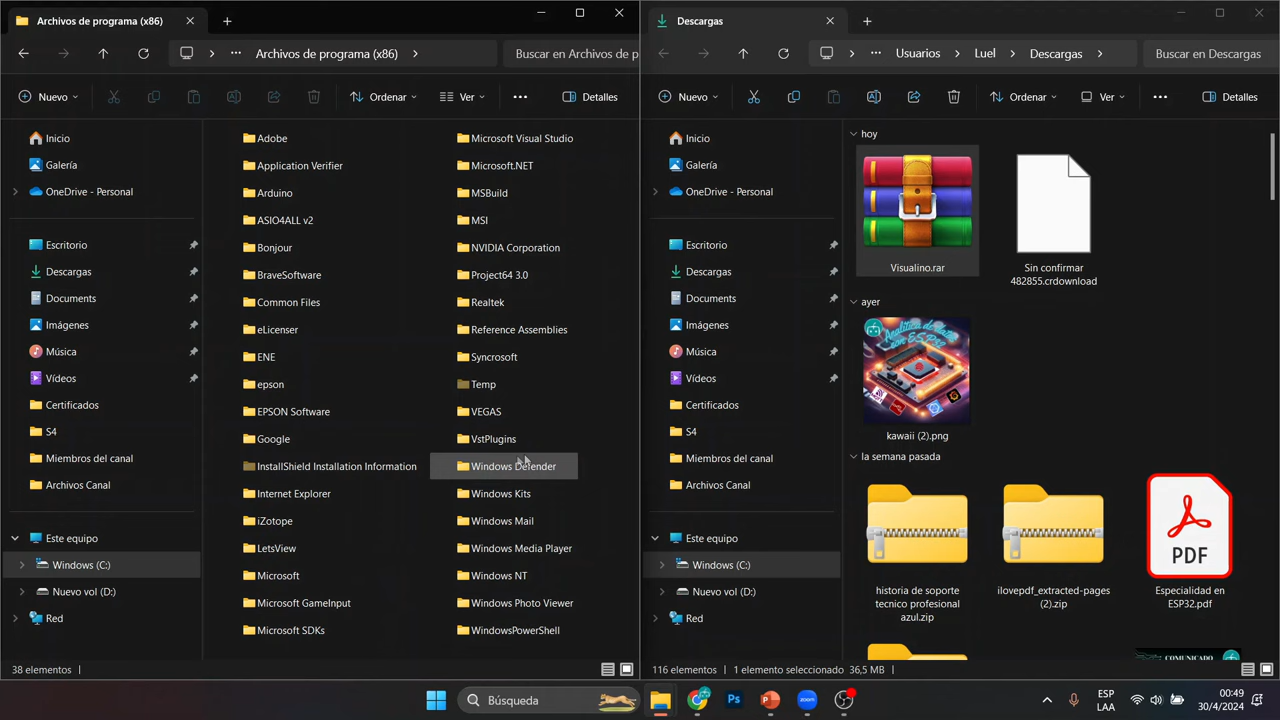 Archivos de programa (x86)
Archivos de programa (x86)
Buscar en Archivos de p
Nuevo
Ordenar
Ver
Detalles
Inicio
Galería
OneDrive - Personal
Escritorio
Descargas
Documents
Imágenes
Música
Vídeos
Certificados
S4
Miembros del canal
Archivos Canal
Este equipo
Windows (C:)
Nuevo vol (D:)
Red
Adobe
Application Verifier
Arduino
ASIO4ALL v2
Bonjour
BraveSoftware
Common Files
eLicenser
ENE
epson
EPSON Software
Google
InstallShield Installation Information
Internet Explorer
iZotope
LetsView
Microsoft
Microsoft GameInput
Microsoft SDKs
Microsoft Visual Studio
Microsoft.NET
MSBuild
MSI
NVIDIA Corporation
Project64 3.0
Realtek
Reference Assemblies
Syncrosoft
Temp
VEGAS
VstPlugins
Windows Defender
Windows Kits
Windows Mail
Windows Media Player
Windows NT
Windows Photo Viewer
WindowsPowerShell
38 elementos
Descargas
Usuarios
Luel
Descargas
Buscar en Descargas
Nuevo
Ordenar
Ver
Detalles
Inicio
Galería
OneDrive - Personal
Escritorio
Descargas
Documents
Imágenes
Música
Vídeos
Certificados
S4
Miembros del canal
Archivos Canal
Este equipo
Windows (C:)
Nuevo vol (D:)
Red
hoy
Visualino.rar
Sin confirmar
482855.crdownload
ayer
Analítica de datos
con ESP32
kawaii (2).png
la semana pasada
historia de soporte
tecnico profesional
azul.zip
ilovepdf_extracted-pages
(2).zip
PDF
Especialidad en
ESP32.pdf
COMUNICADO
116 elementos
1 elemento seleccionado 36,5 MB
Búsqueda
Ps
P
zoom
ESP
LAA
00:49
30/4/2024